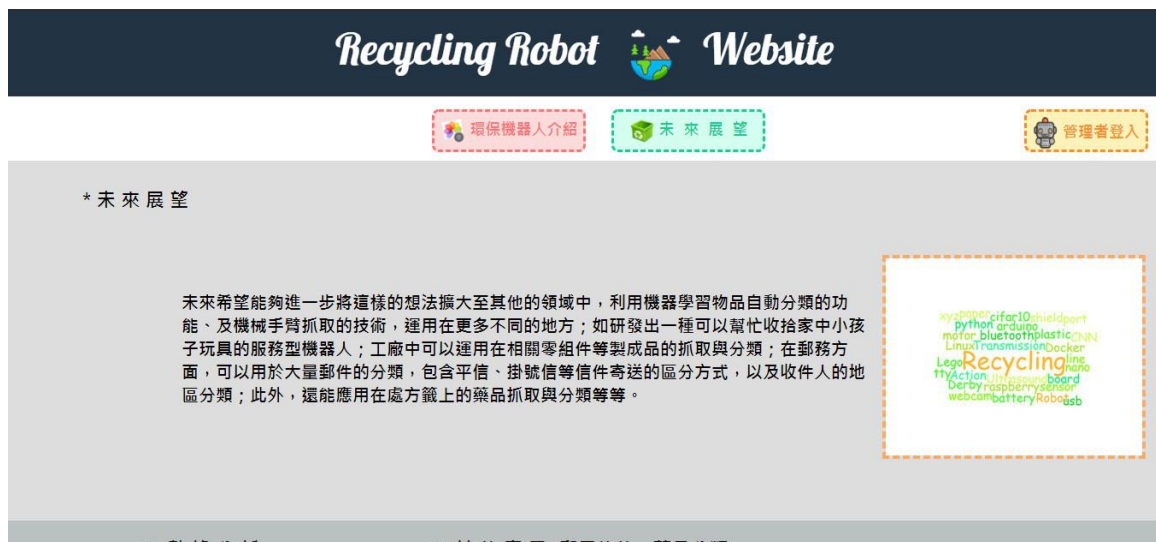 Recycling Robot Website
環保機器人介紹 未來展望 管理者登入
*未來展望
未來希望能夠進一步將這樣的想法擴大至其他的領域中，利用機器學習物品自動分類的功
能、及機械手臂抓取的技術，運用在更多不同的地方；如研發出一種可以幫忙收拾家中小孩
子玩具的服務型機器人；工廠中可以運用在相關零組件等製成品的抓取與分類；在郵務方
面，可以用於大量郵件的分類，包含平信、掛號信等信件寄送的區分方式，以及收件人的地
區分類；此外，還能應用在處方籤上的藥品抓取與分類等等。
xyz paper cifar10 shield port
python arduino
motor bluetooth plastic CNN
Linux Transmission Docker
Lego Recycling line nano
tty Action Ultrasound board
Derby raspberry sensor
webcam battery Robot usb